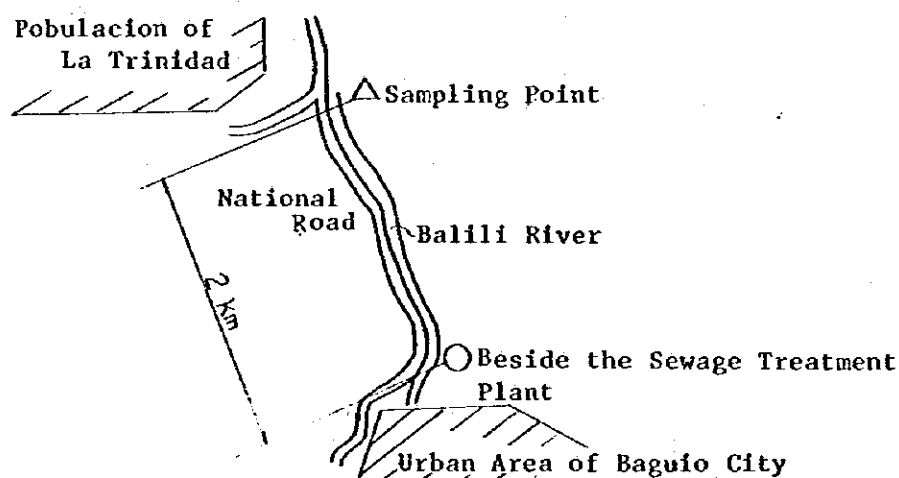 Pobulacion of
La Trinidad
Sampling Point
National
Road
Balili River
2 Km
Beside the Sewage Treatment
Plant
Urban Area of Baguio City